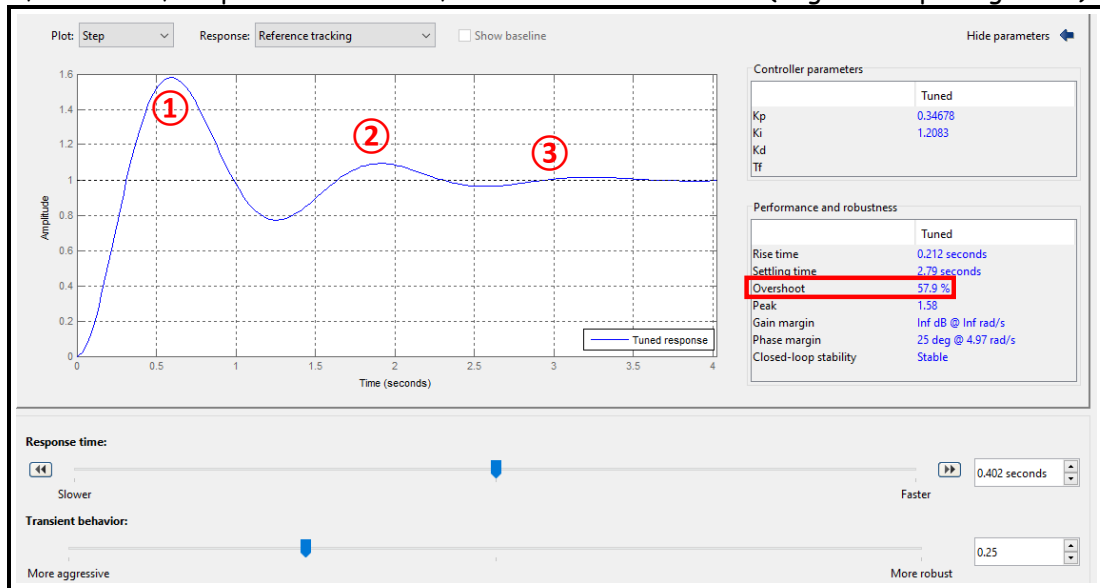 Plot: Step Response: Reference tracking Show baseline Hide parameters
1.6
1.4
1.2
1
0.8
0.6
0.4
0.2
0
Amplitude
①
②
③
Tuned response
0 0.5 1 1.5 2 2.5 3 3.5 4
Time (seconds)
Controller parameters
Tuned
Kp 0.34678
Ki 1.2083
Kd
Tf
Performance and robustness
Tuned
Rise time 0.212 seconds
Settling time 2.79 seconds
Overshoot 57.9 %
Peak 1.58
Gain margin Inf dB @ Inf rad/s
Phase margin 25 deg @ 4.97 rad/s
Closed-loop stability Stable
Response time:
0.402 seconds
Slower Faster
Transient behavior:
0.25
More aggressive More robust